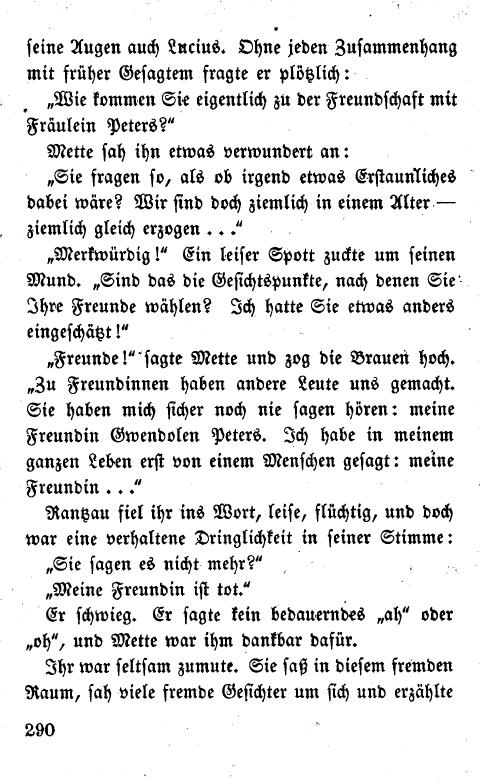 seine Augen auch Lucius. Ohne jeden Zusammenhang
mit früher Gesagtem fragte er plötzlich:
„Wie kommen Sie eigentlich zu der Freundschaft mit
Fräulein Peters?“
Mette sah ihn etwas verwundert an:
„Sie fragen so, als ob irgend etwas Erstaunliches
dabei wäre? Wir sind doch ziemlich in einem Alter —
ziemlich gleich erzogen . . .“
„Merkwürdig!“ Ein leiser Spott zuckte um seinen
Mund. „Sind das die Gesichtspunkte, nach denen Sie
Ihre Freunde wählen? Ich hatte Sie etwas anders
eingeschätzt!“
„Freunde!“ sagte Mette und zog die Brauen hoch.
„Zu Freundinnen haben andere Leute uns gemacht.
Sie haben mich sicher noch nie sagen hören: meine
Freundin Gwendolen Peters. Ich habe in meinem
ganzen Leben erst von einem Menschen gesagt: meine
Freundin . . .“
Rantzau fiel ihr ins Wort, leise, flüchtig, und doch
war eine verhaltene Dringlichkeit in seiner Stimme:
„Sie sagen es nicht mehr?“
„Meine Freundin ist tot.“
Er schwieg. Er sagte kein bedauerndes „ah“ oder
„oh“, und Mette war ihm dankbar dafür.
Ihr war seltsam zumute. Sie saß in diesem fremden
Raum, sah viele fremde Gesichter um sich und erzählte
290